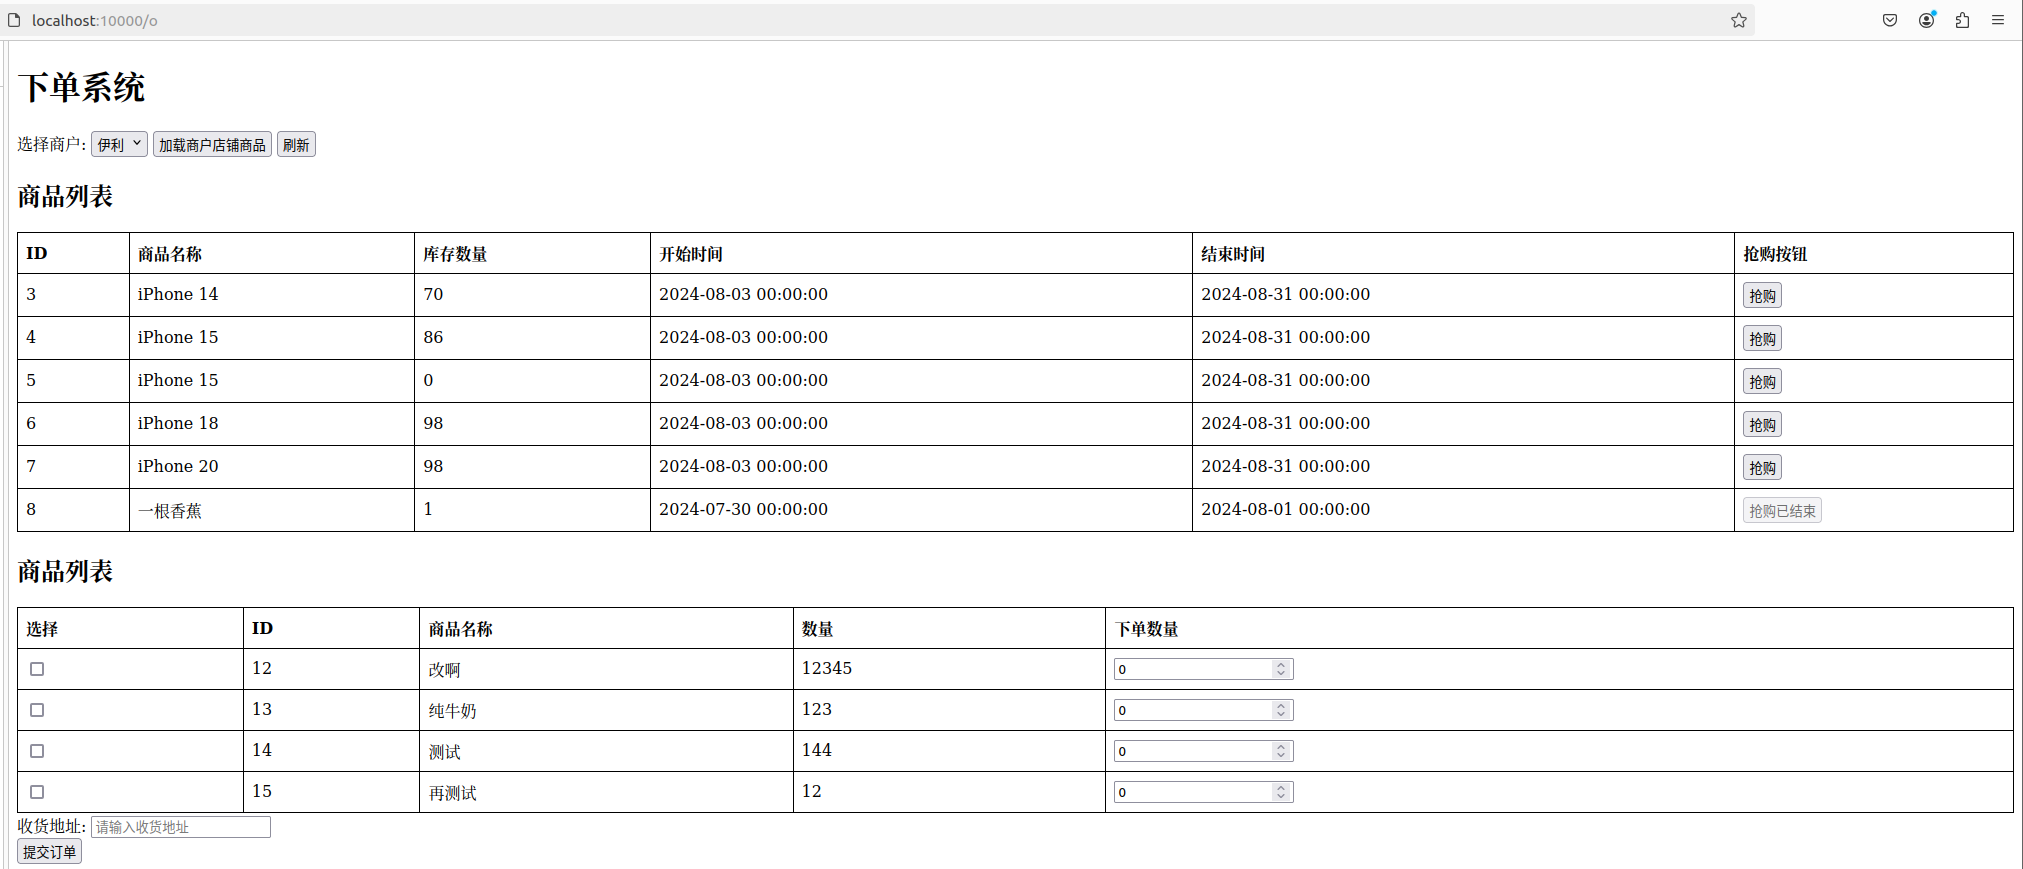 localhost:10000/o
下单系统
选择商户: 伊利 加载商户店铺商品 刷新
商品列表
ID 商品名称 库存数量 开始时间 结束时间 抢购按钮
3 iPhone 14 70 2024-08-03 00:00:00 2024-08-31 00:00:00 抢购
4 iPhone 15 86 2024-08-03 00:00:00 2024-08-31 00:00:00 抢购
5 iPhone 15 0 2024-08-03 00:00:00 2024-08-31 00:00:00 抢购
6 iPhone 18 98 2024-08-03 00:00:00 2024-08-31 00:00:00 抢购
7 iPhone 20 98 2024-08-03 00:00:00 2024-08-31 00:00:00 抢购
8 一根香蕉 1 2024-07-30 00:00:00 2024-08-01 00:00:00 抢购已结束
商品列表
选择 ID 商品名称 数量 下单数量
12 改啊 12345 0
13 纯牛奶 123 0
14 测试 144 0
15 再测试 12 0
收货地址: 请输入收货地址
提交订单